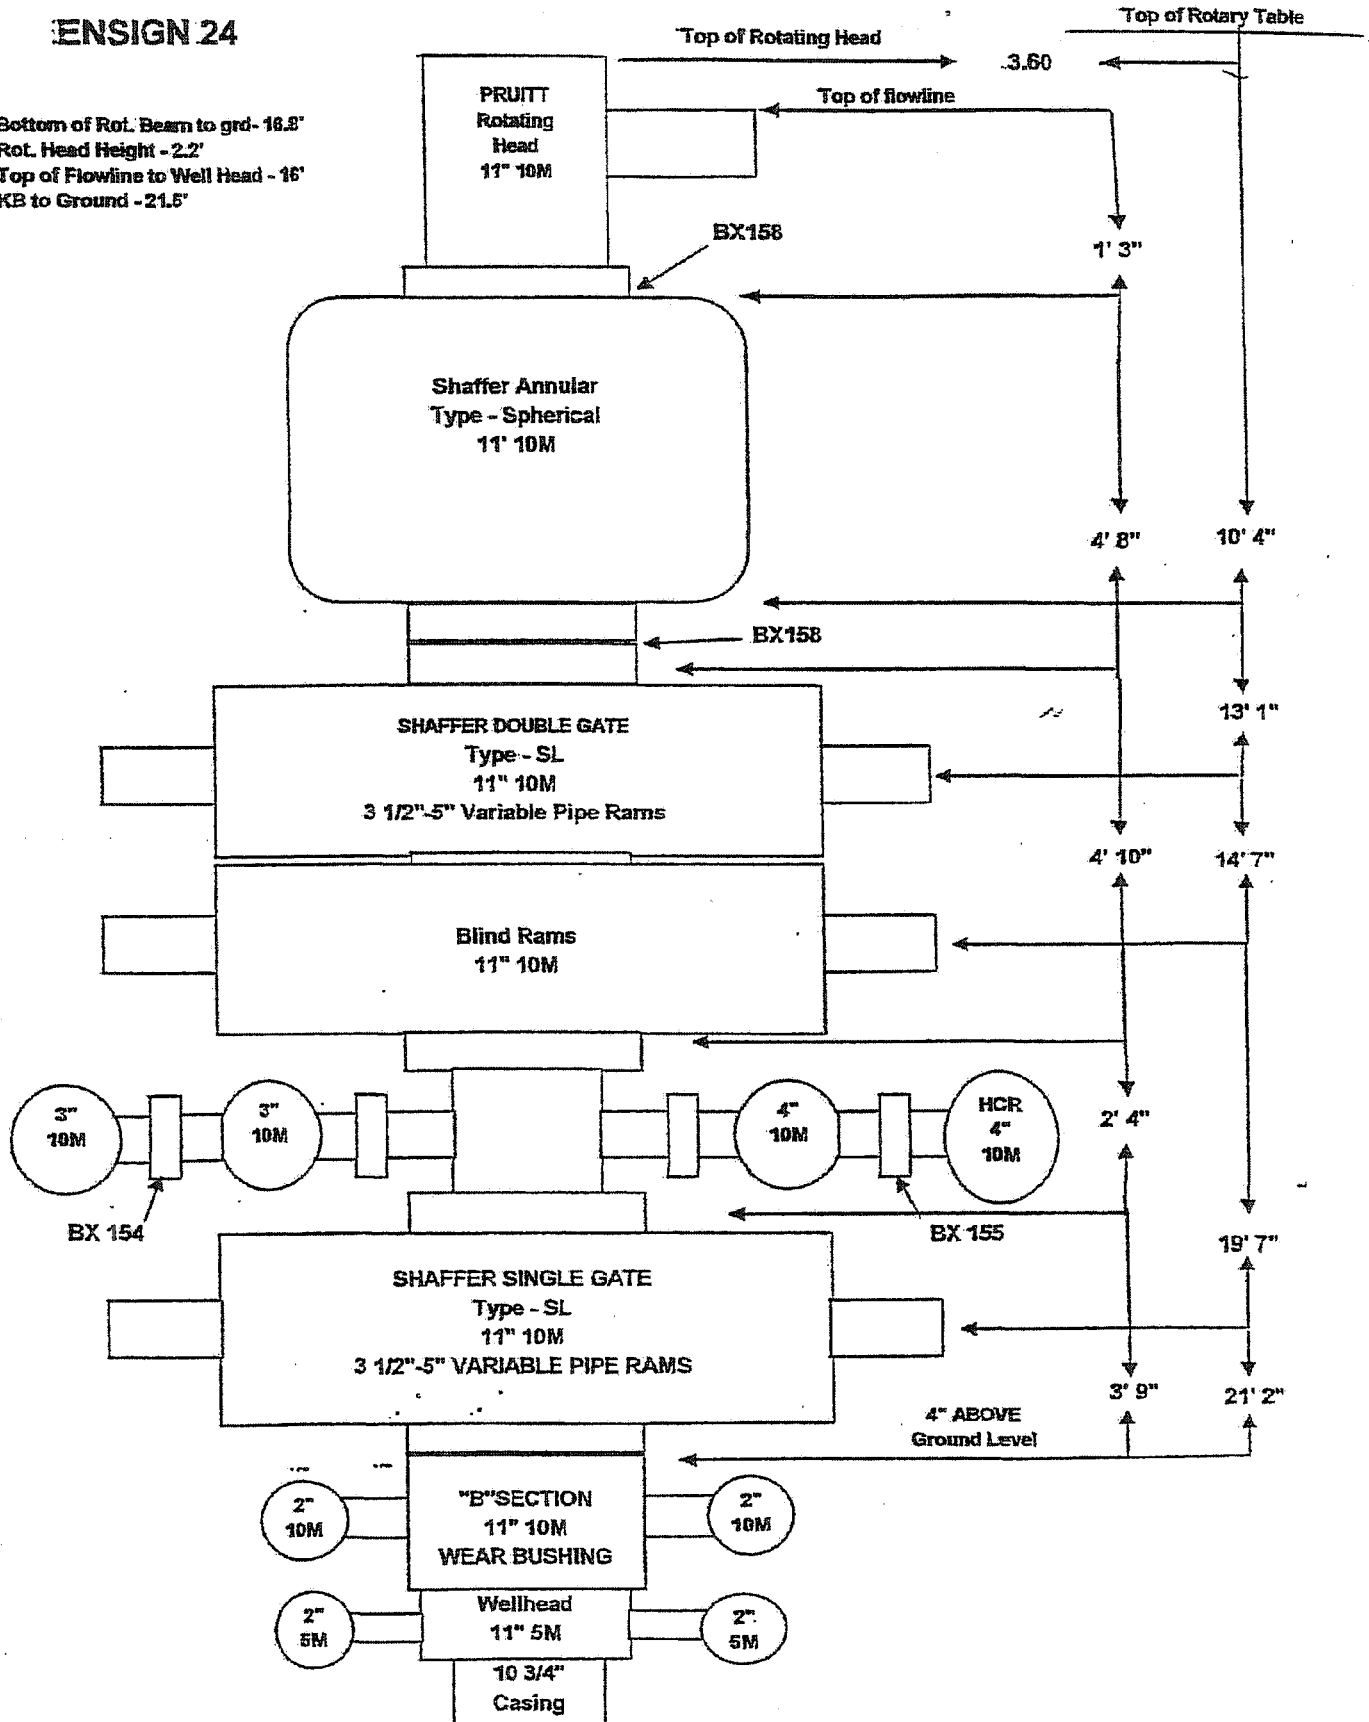 ENSIGN 24
Top of Rotary Table
Top of Rotating Head
3.60
Bottom of Rot. Beam to grd- 16.8'
Rot. Head Height - 2.2'
Top of Flowline to Well Head - 16'
KB to Ground - 21.5'
PRUITT
Rotating
Head
11" 10M
Top of flowline
BX158
1' 3"
Shaffer Annular
Type - Spherical
11' 10M
4' 8"
10' 4"
BX158
SHAFFER DOUBLE GATE
Type - SL
11" 10M
3 1/2"-5" Variable Pipe Rams
13' 1"
4' 10"
14' 7"
Blind Rams
11" 10M
3"
10M
3"
10M
4"
10M
HCR
4"
10M
2' 4"
BX 154
BX 155
19' 7"
SHAFFER SINGLE GATE
Type - SL
11" 10M
3 1/2"-5" VARIABLE PIPE RAMS
3' 9"
21' 2"
4" ABOVE
Ground Level
2"
10M
"B"SECTION
11" 10M
WEAR BUSHING
2"
10M
2"
5M
Wellhead
11" 5M
2"
5M
10 3/4"
Casing